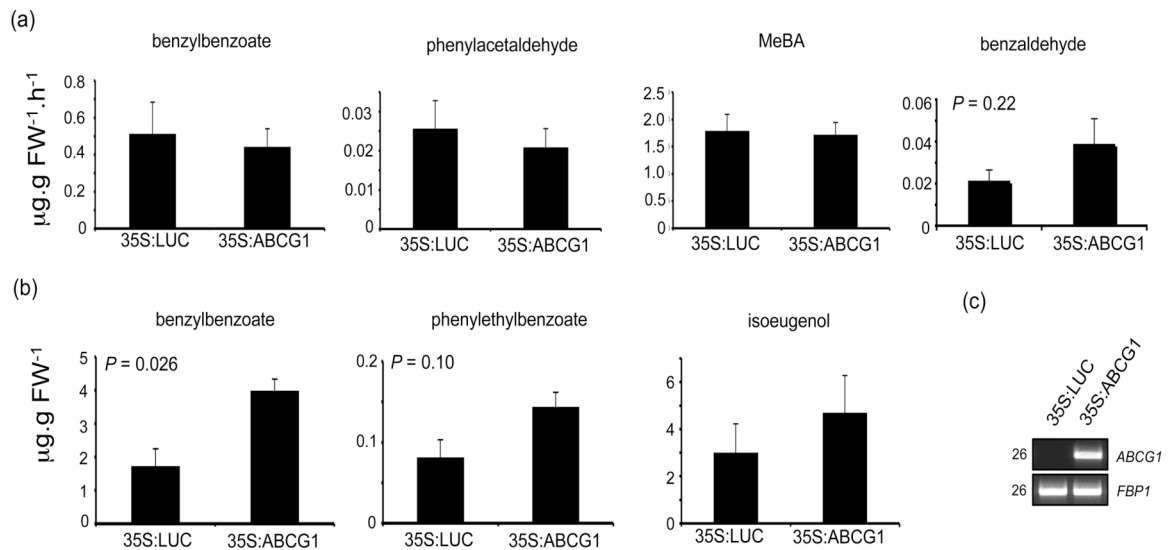 (a)
benzylbenzoate
phenylacetaldehyde
MeBA
benzaldehyde
µg.g FW⁻¹.h⁻¹
0.8
0.6
0.4
0.2
0
35S:LUC 35S:ABCG1
0.03
0.02
0.01
0
35S:LUC 35S:ABCG1
2.5
2.0
1.5
1.0
0.5
0
35S:LUC 35S:ABCG1
P = 0.22
0.06
0.04
0.02
0
35S:LUC 35S:ABCG1
(b)
benzylbenzoate
phenylethylbenzoate
isoeugenol
µg.g FW⁻¹
P = 0.026
5
4
3
2
1
0
35S:LUC 35S:ABCG1
P = 0.10
0.2
0.1
0
35S:LUC 35S:ABCG1
6
4
2
0
35S:LUC 35S:ABCG1
(c)
35S:LUC
35S:ABCG1
26 ABCG1
26 FBP1